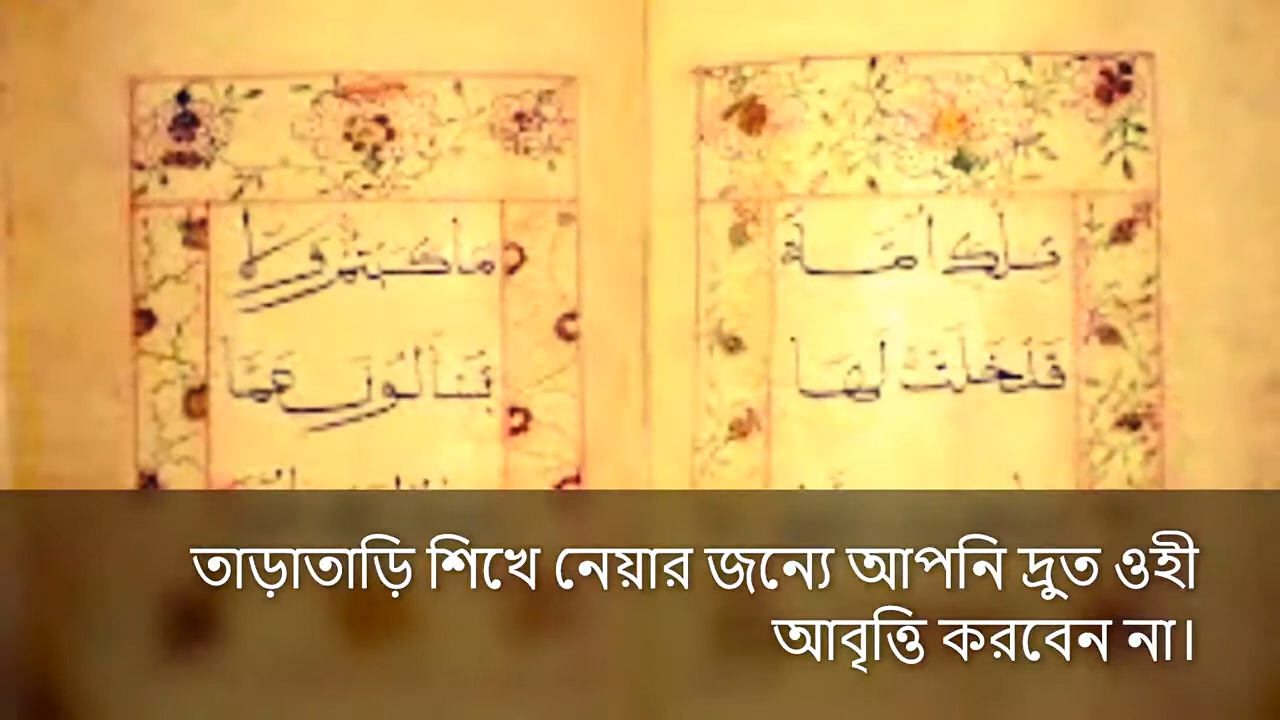 تلك أمة
قد خلت لها
ما كسبتم ولا
تسألون عما
তাড়াতাড়ি শিখে নেয়ার জন্যে আপনি দ্রুত ওহী
আবৃত্তি করবেন না।